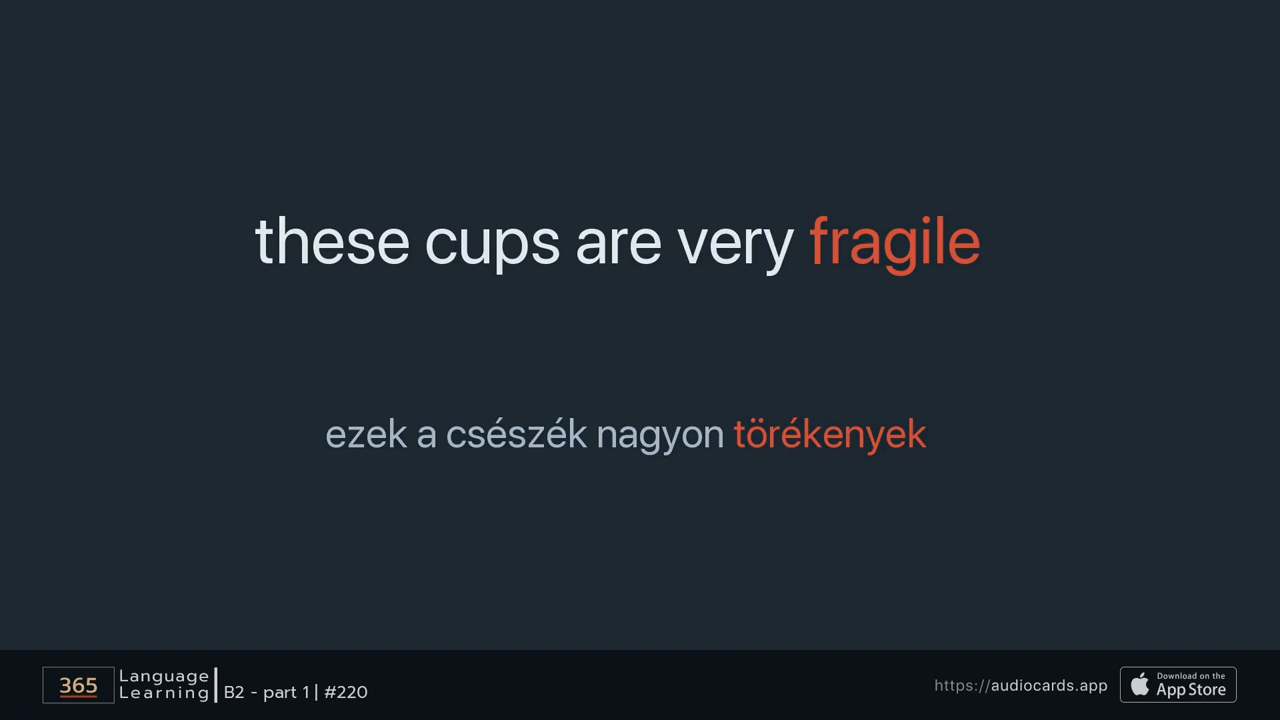 these cups are very fragile
ezek a csészék nagyon törékenyek
365
Language
Learning
B2 - part 1 | #220
https://audiocards.app
Download on the
App Store